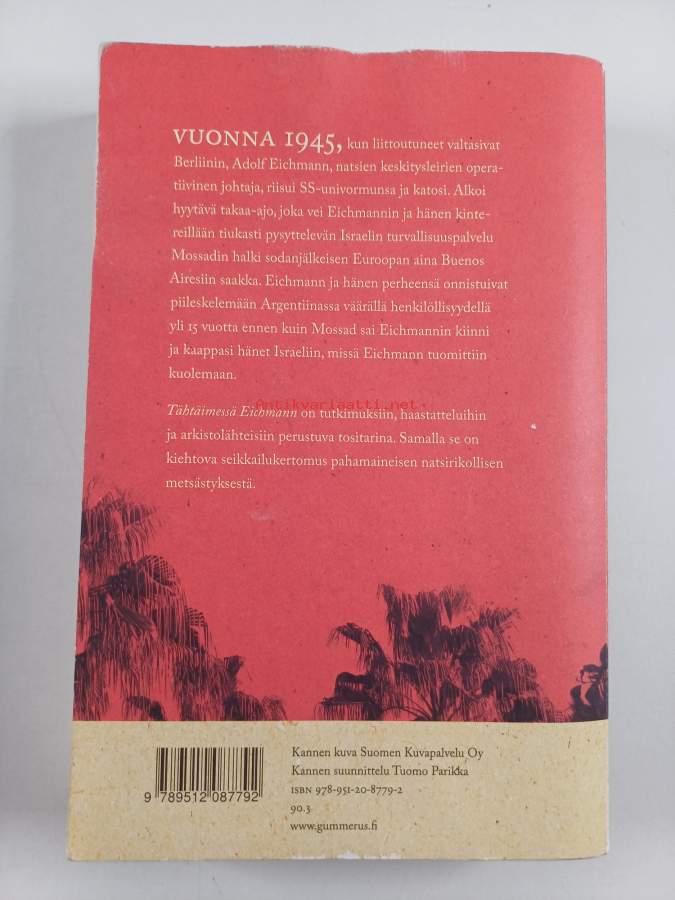 VUONNA 1945, kun liittoutuneet valtasivat
Berliinin, Adolf Eichmann, natsien keskitysleirien opera-
tiivinen johtaja, riisui SS-univormunsa ja katosi. Alkoi
hyytävä takaa-ajo, joka vei Eichmannin ja hänen kinte-
reillään tiukasti pysyttelevän Israelin turvallisuuspalvelu
Mossadin halki sodanjälkeisen Euroopan aina Buenos
Airesiin saakka. Eichmann ja hänen perheensä onnistuivat
piileskelemään Argentiinassa väärällä henkilöllisyydellä
yli 15 vuotta ennen kuin Mossad sai Eichmannin kiinni
ja kaappasi hänet Israeliin, missä Eichmann tuomittiin
kuolemaan.
Antikvariaatti.net
Tähtäimessä Eichmann on tutkimuksiin, haastatteluihin
ja arkistolähteisiin perustuva tositarina. Samalla se on
kiehtova seikkailukertomus pahamaineisen natsirikollisen
metsästyksestä.
Kannen kuva Suomen Kuvapalvelu Oy
Kannen suunnittelu Tuomo Parikka
ISBN 978-951-20-8779-2
90.3
www.gummerus.fi
9 789512 087792